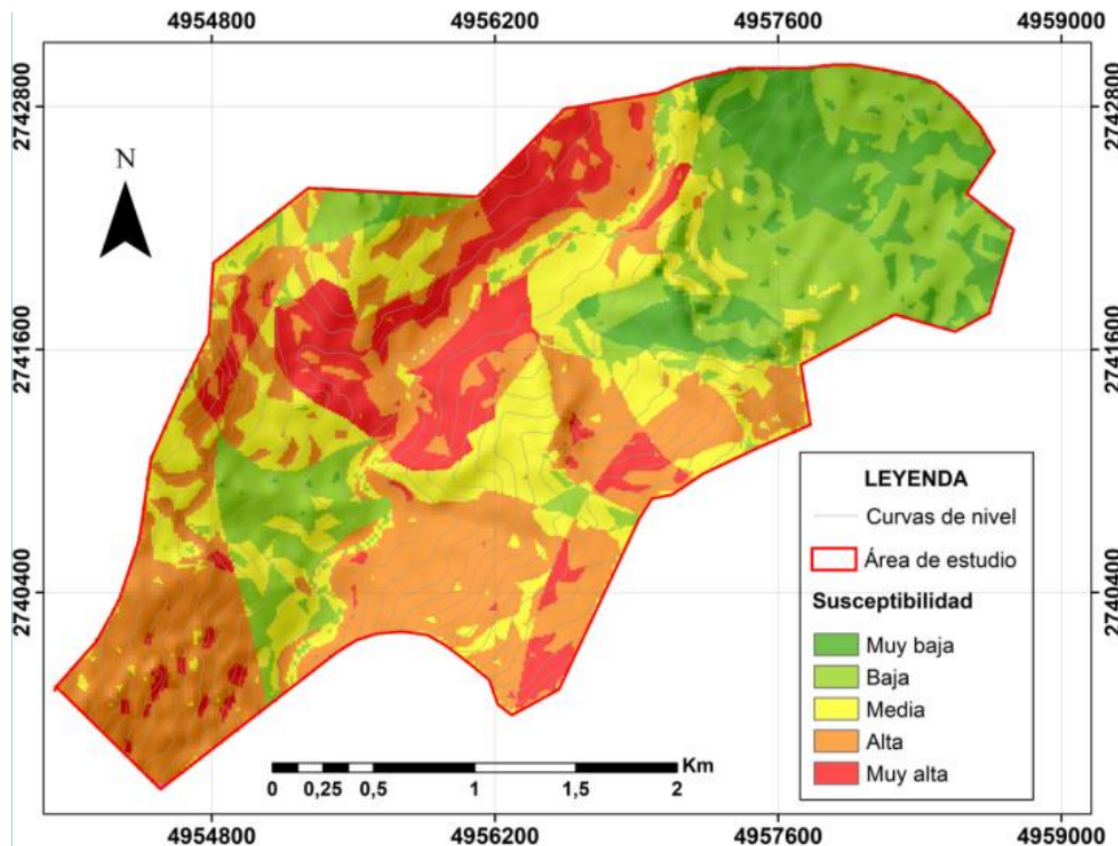 4954800 4956200 4957600 4959000
2742800 2742800
N
2741600 2741600
LEYENDA
Curvas de nivel
Área de estudio
2740400 2740400
Susceptibilidad
Muy baja
Baja
Media
Alta
Muy alta
Km
0 0,25 0,5 1 1,5 2
4954800 4956200 4957600 4959000